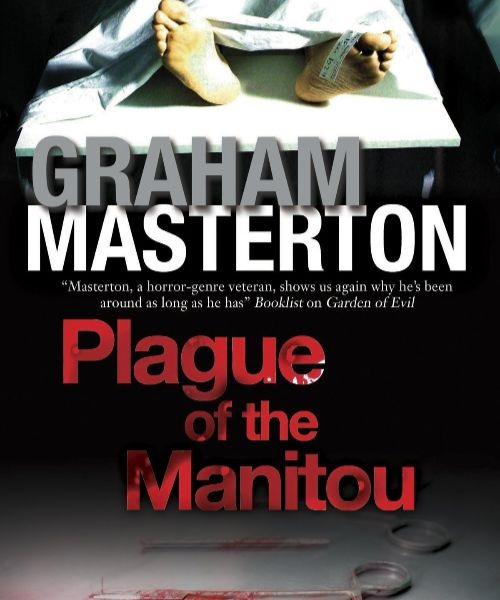 GRAHAM
MASTERTON
“Masterton, a horror-genre veteran, shows us again why he’s been
around as long as he has” Booklist on Garden of Evil
Plague
of the
Manitou